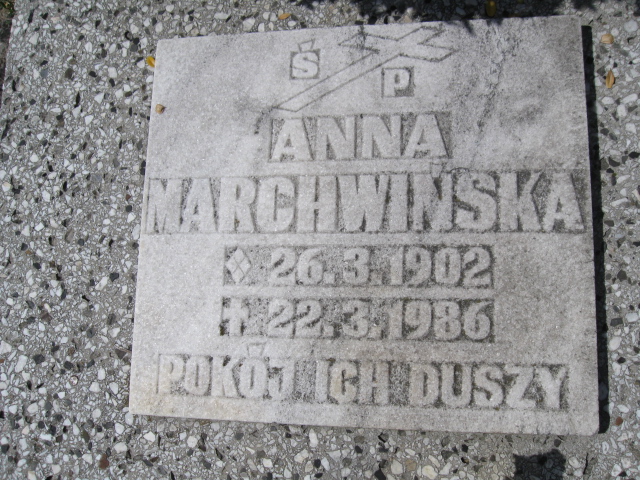 Ś P
ANNA
MARCHWIŃSKA
26.3.1902
22.3.1986
POKÓJ ICH DUSZY